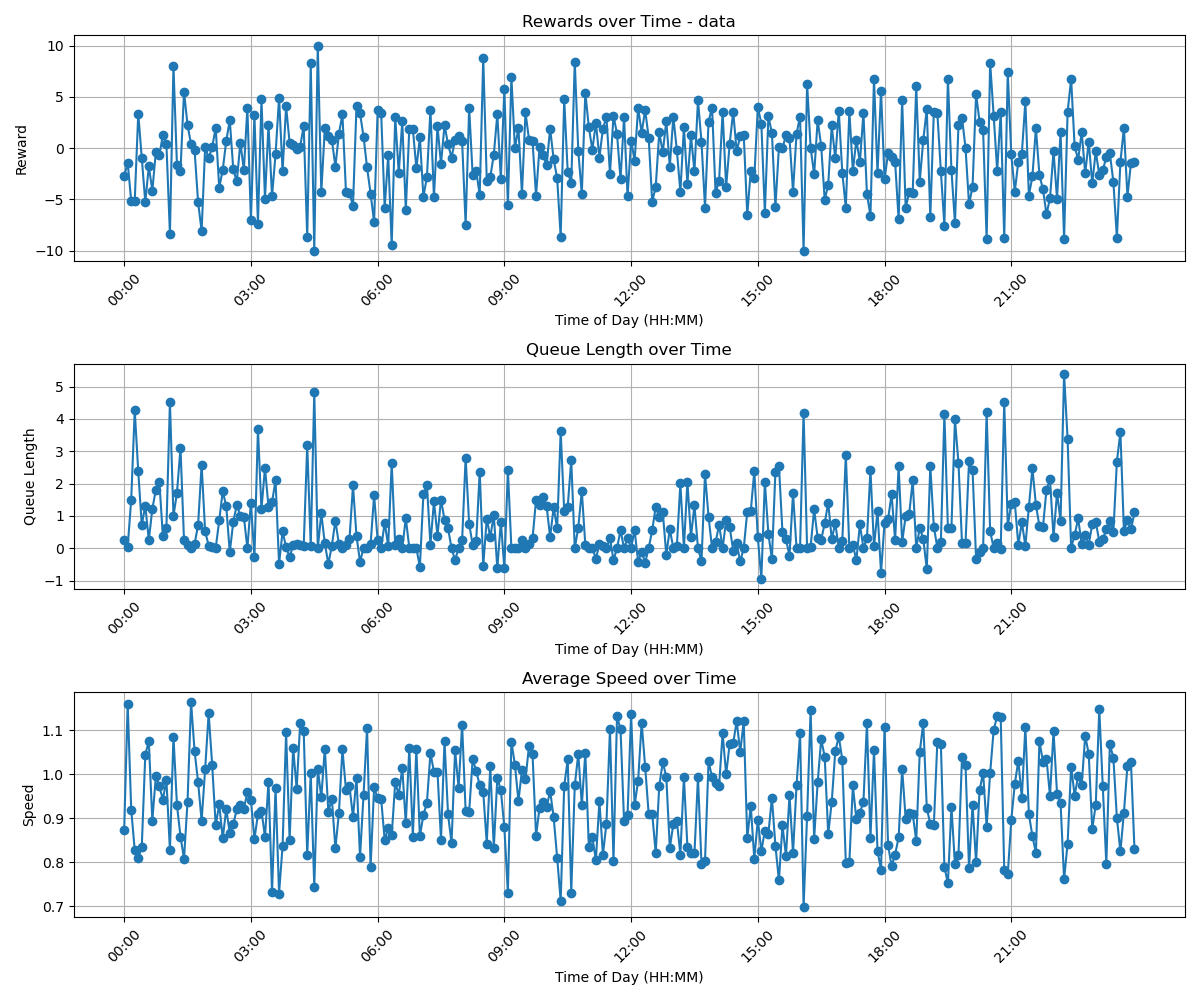 Rewards over Time - data
Reward
10
5
0
−5
−10
00:00 03:00 06:00 09:00 12:00 15:00 18:00 21:00
Time of Day (HH:MM)
Queue Length over Time
Queue Length
5
4
3
2
1
0
−1
00:00 03:00 06:00 09:00 12:00 15:00 18:00 21:00
Time of Day (HH:MM)
Average Speed over Time
Speed
1.1
1.0
0.9
0.8
0.7
00:00 03:00 06:00 09:00 12:00 15:00 18:00 21:00
Time of Day (HH:MM)